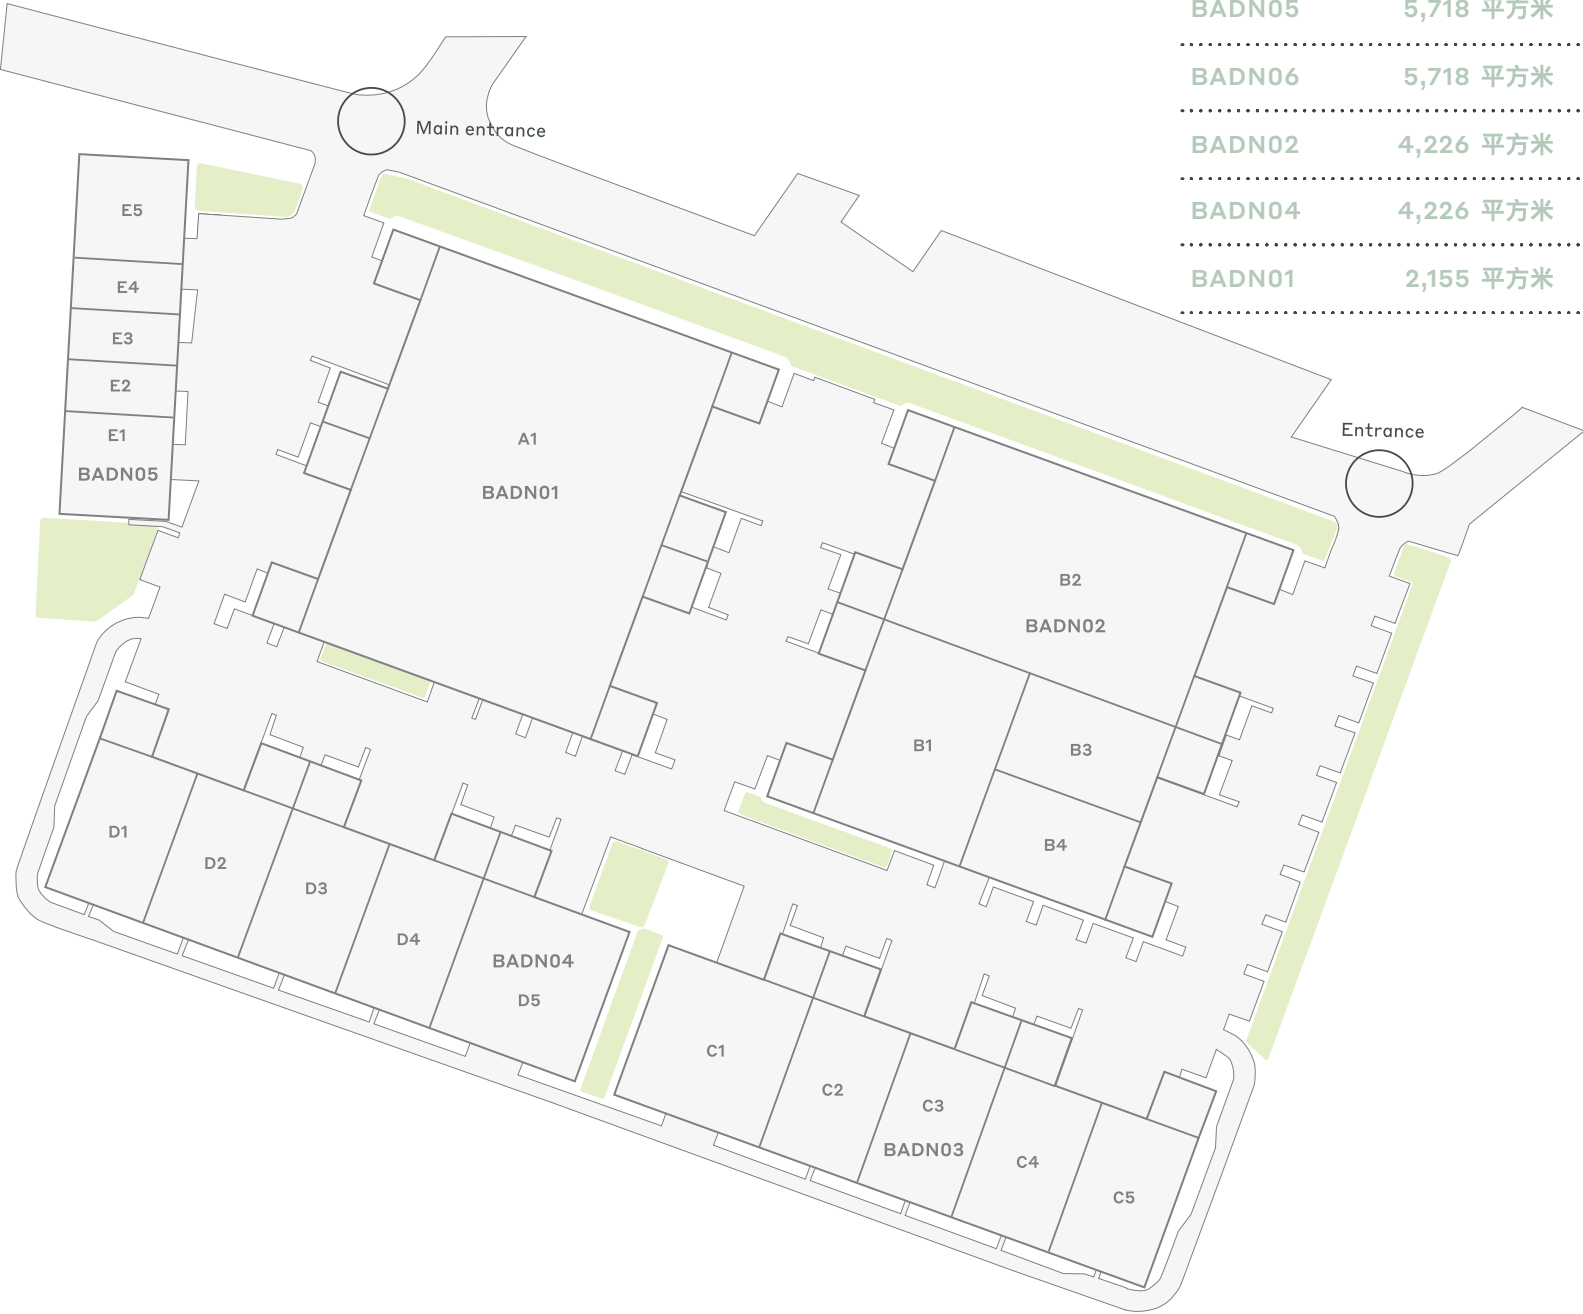 BADN05 5,718 平方米
BADN06 5,718 平方米
BADN02 4,226 平方米
BADN04 4,226 平方米
BADN01 2,155 平方米
Main entrance
Entrance
E5
E4
E3
E2
E1
BADN05
A1
BADN01
B2
BADN02
B1
B3
B4
D1
D2
D3
D4
BADN04
D5
C1
C2
C3
BADN03
C4
C5